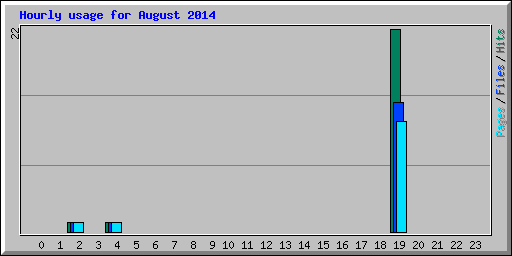 Hourly usage for August 2014
22
Pages/Files/Hits
0 1 2 3 4 5 6 7 8 9 10 11 12 13 14 15 16 17 18 19 20 21 22 23